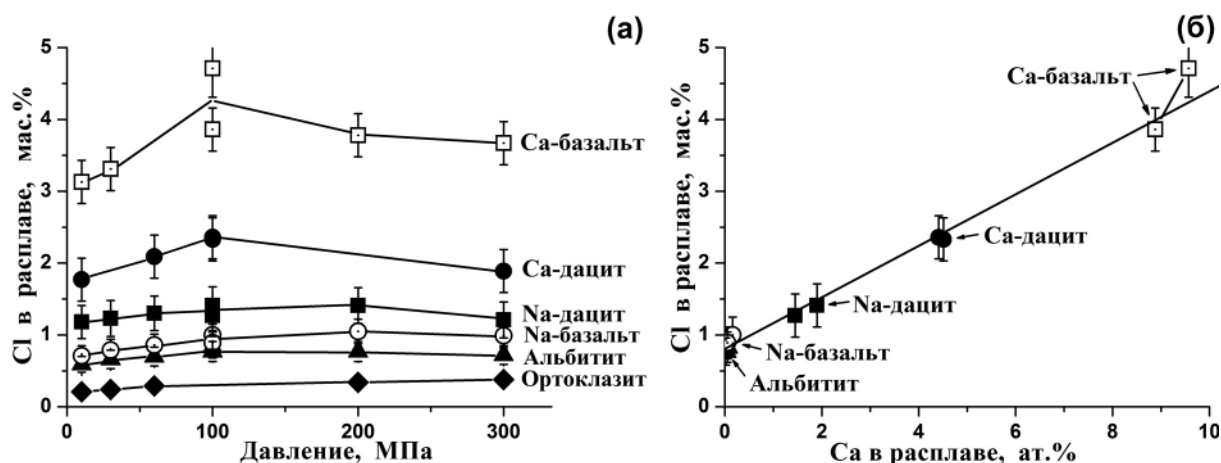 (а)
Cl в расплаве, мас.%
5
4
3
2
1
0
0
100
200
300
Давление, МПа
Са-базальт
Са-дацит
Na-дацит
Na-базальт
Альбитит
Ортоклазит
(б)
Cl в расплаве, мас.%
5
4
3
2
1
0
0
2
4
6
8
10
Са в расплаве, ат.%
Са-базальт
Са-дацит
Na-дацит
Na-базальт
Альбитит